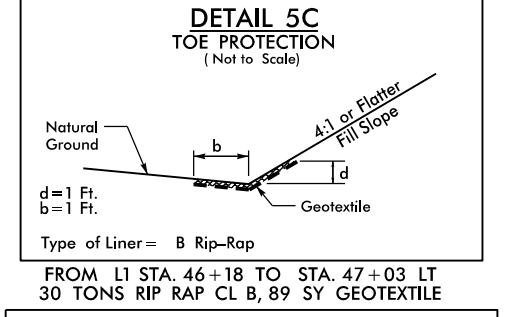 DETAIL 5C
TOE PROTECTION
( Not to Scale)
Natural
Ground
b
4:1 or Flatter
Fill Slope
d
d=1 Ft.
b=1 Ft.
Geotextile
Type of Liner= B Rip-Rap
FROM L1 STA. 46+18 TO STA. 47+03 LT
30 TONS RIP RAP CL B, 89 SY GEOTEXTILE